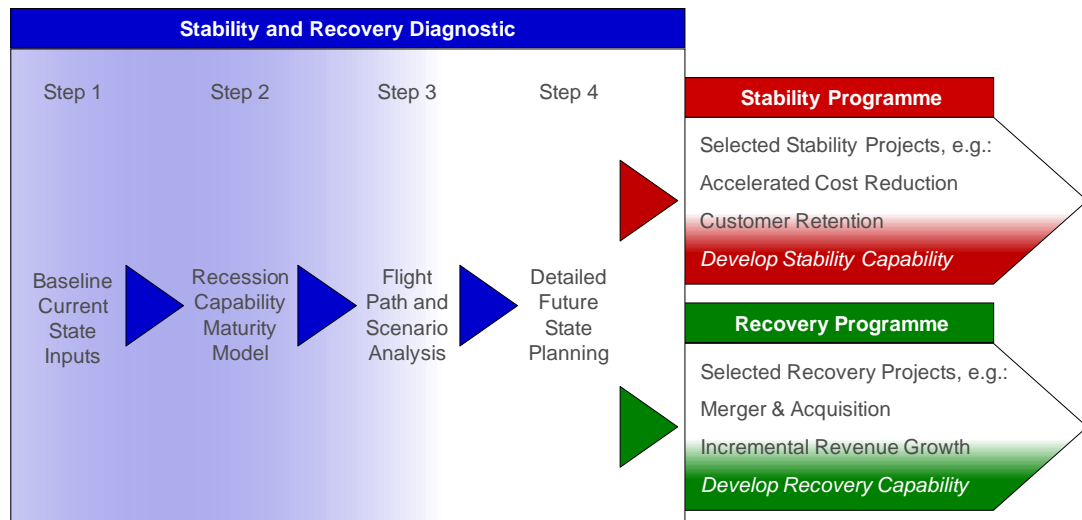 Stability and Recovery Diagnostic
Step 1
Step 2
Step 3
Step 4
Baseline
Current
State
Inputs
Recession
Capability
Maturity
Model
Flight
Path and
Scenario
Analysis
Detailed
Future
State
Planning
Stability Programme
Selected Stability Projects, e.g.:
Accelerated Cost Reduction
Customer Retention
Develop Stability Capability
Recovery Programme
Selected Recovery Projects, e.g.:
Merger & Acquisition
Incremental Revenue Growth
Develop Recovery Capability